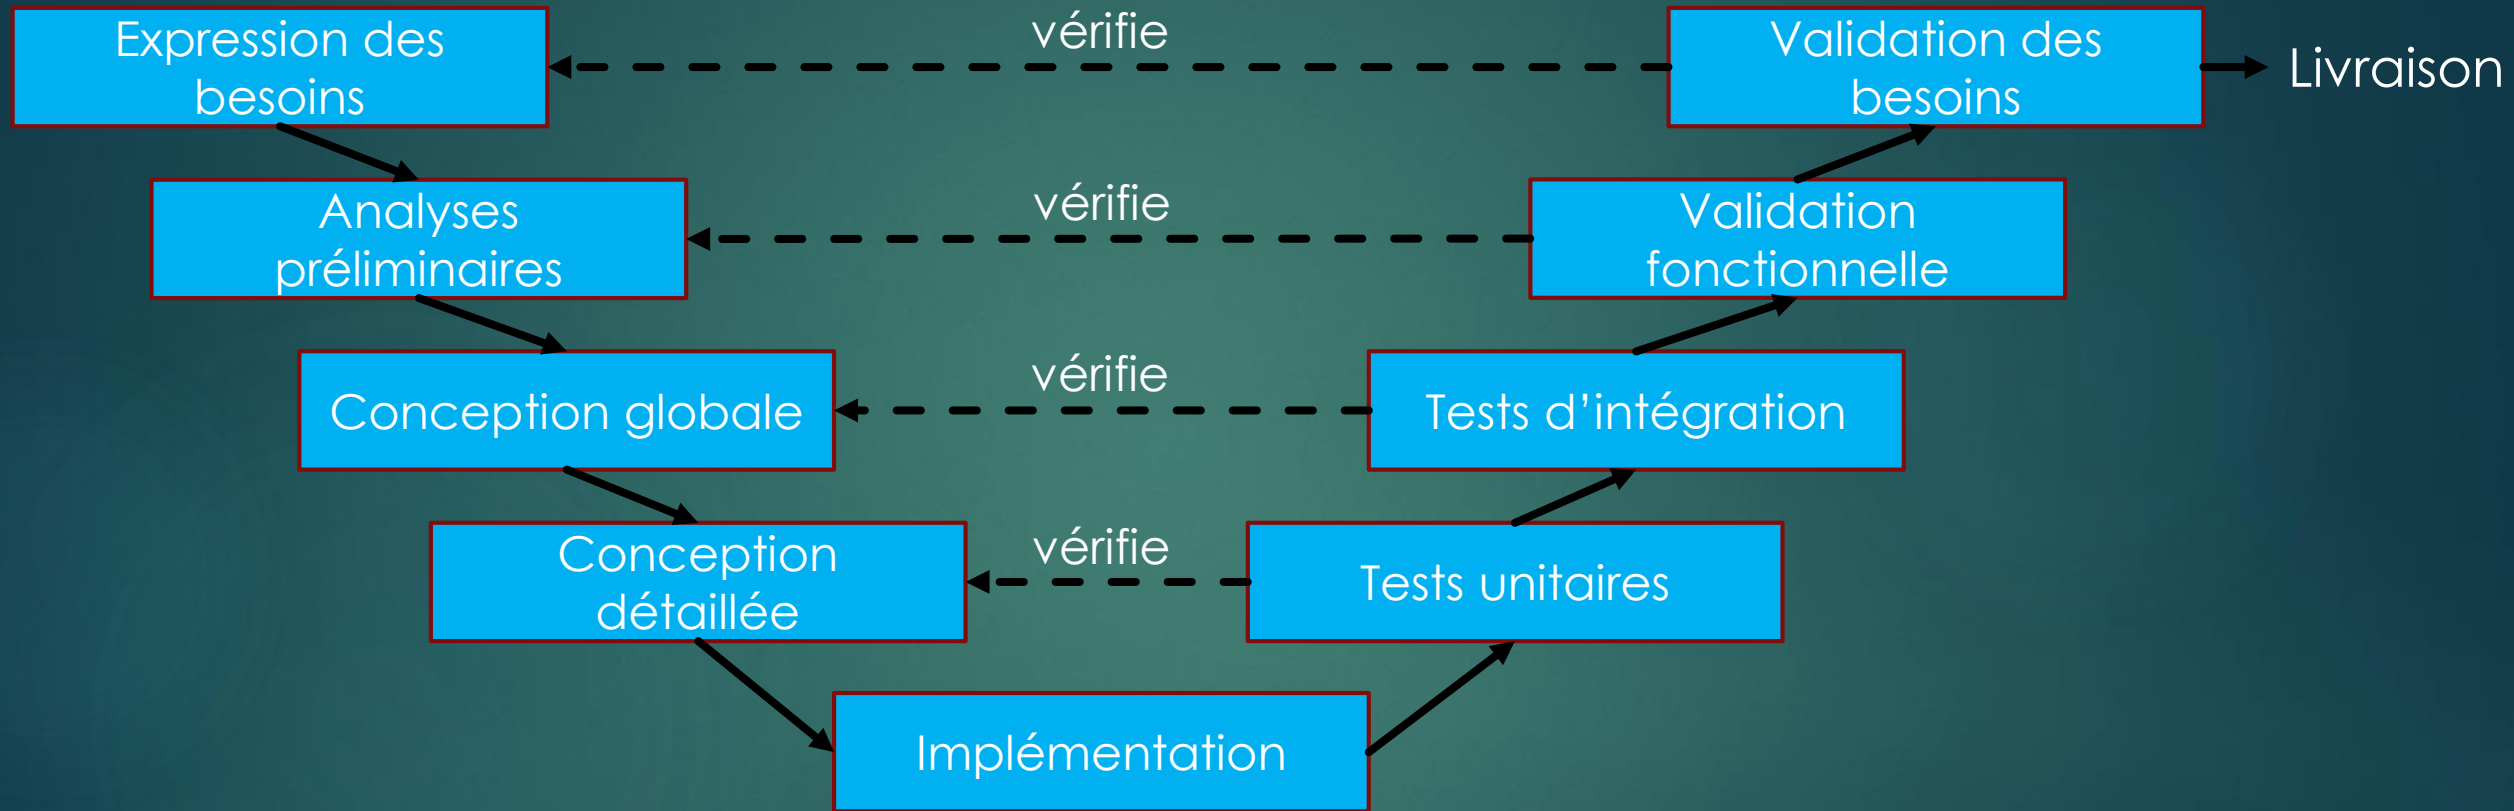 Expression des
besoins
vérifie
Validation des
besoins
Livraison
Analyses
préliminaires
vérifie
Validation
fonctionnelle
Conception globale
vérifie
Tests d’intégration
Conception
détaillée
vérifie
Tests unitaires
Implémentation